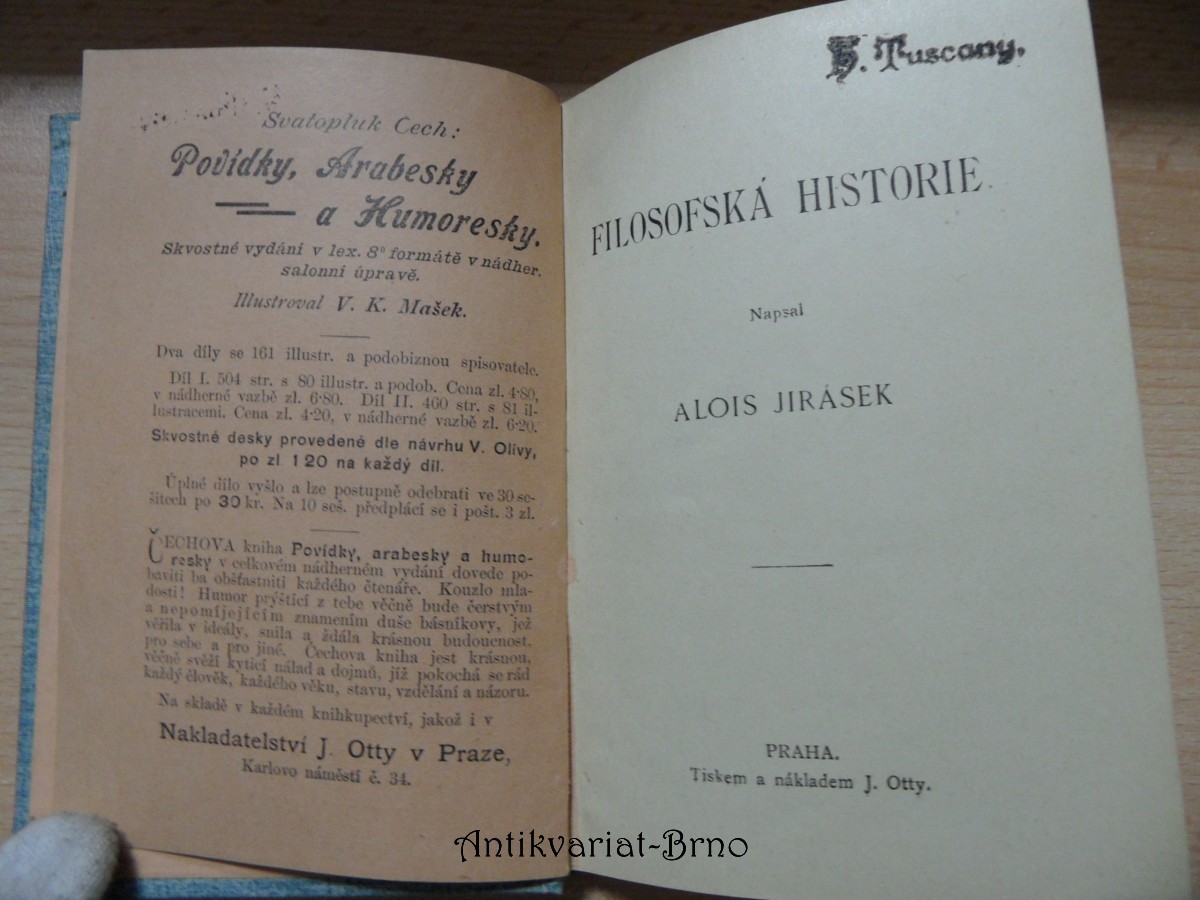 Svatopluk Cech:
Povídky, Arabesky
a Humoresky.
Skvostné vydání v lex. 8º formátě v nádher.
salonní úpravě.
Illustroval V. K. Mašek.
Dva díly se 161 illustr. a podobiznou spisovatele.
Díl I. 504 str. s 80 illustr. a podob. Cena zl. 4·80,
v nádherné vazbě zl. 6·80. Díl II. 460 str. s 81 il-
lustracemi. Cena zl. 4·20, v nádherné vazbě zl. 6·20.
Skvostné desky provedené dle návrhu V. Olivy,
po zl 1 20 na každý díl.
Úplné dílo vyšlo a lze postupně odebrati ve 30 se-
šitech po 30 kr. Na 10 seš. předplácí se i pošt. 3 zl.
ČECHOVA kniha Povídky, arabesky a humo-
resky v celkovém nádherném vydání dovede po-
baviti ba obšťastniti každého čtenáře. Kouzlo mla-
dosti! Humor prýštící z tebe věčně bude čerstvým
a nepomíjejícím znamením duše básníkovy, jež
věřila v ideály, snila a ždála krásnou budoucnost.
pro sebe a pro jiné. Čechova kniha jest krásnou,
věčně svěží kyticí nálad a dojmů, jíž pokochá se rád
každý člověk, každého věku, stavu, vzdělání a názoru.
Na skladě v každém knihkupectví, jakož i v
Nakladatelství J. Otty v Praze,
Karlovo náměstí č. 34.
H. Tuscany.
FILOSOFSKÁ HISTORIE
Napsal
ALOIS JIRÁSEK
PRAHA.
Tiskem a nákladem J. Otty.
Antikvariat-Brno